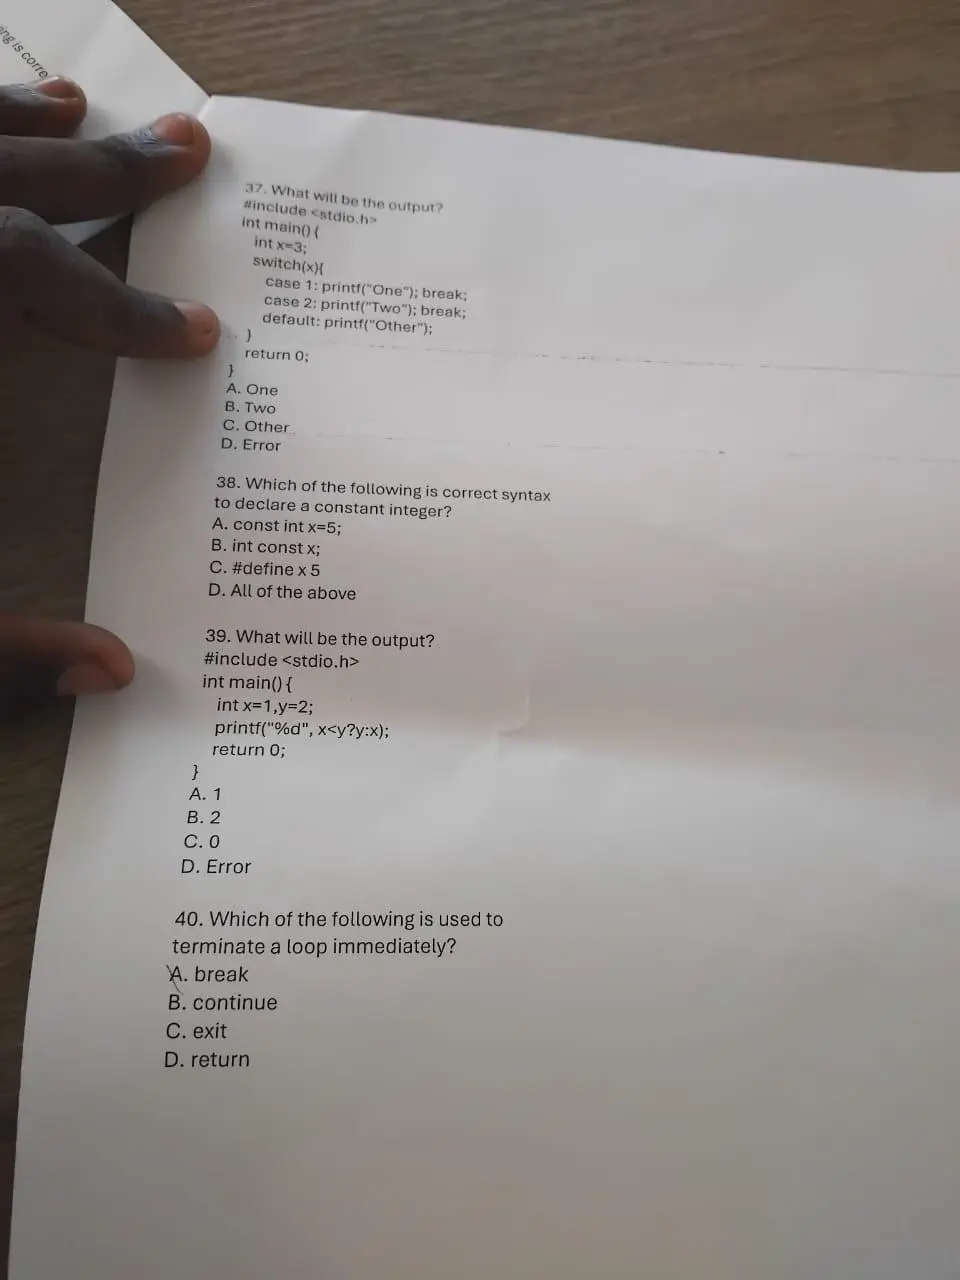 ing is corre
37. What will be the output?
#include <stdio.h>
int main() {
int x=3;
switch(x){
case 1: printf("One"); break;
case 2: printf("Two"); break;
default: printf("Other");
}
return 0;
}
A. One
B. Two
C. Other
D. Error
38. Which of the following is correct syntax
to declare a constant integer?
A. const int x=5;
B. int const x;
C. #define x 5
D. All of the above
39. What will be the output?
#include <stdio.h>
int main() {
int x=1,y=2;
printf("%d", x<y?y:x);
return 0;
}
A. 1
B. 2
C. 0
D. Error
40. Which of the following is used to
terminate a loop immediately?
A. break
B. continue
C. exit
D. return